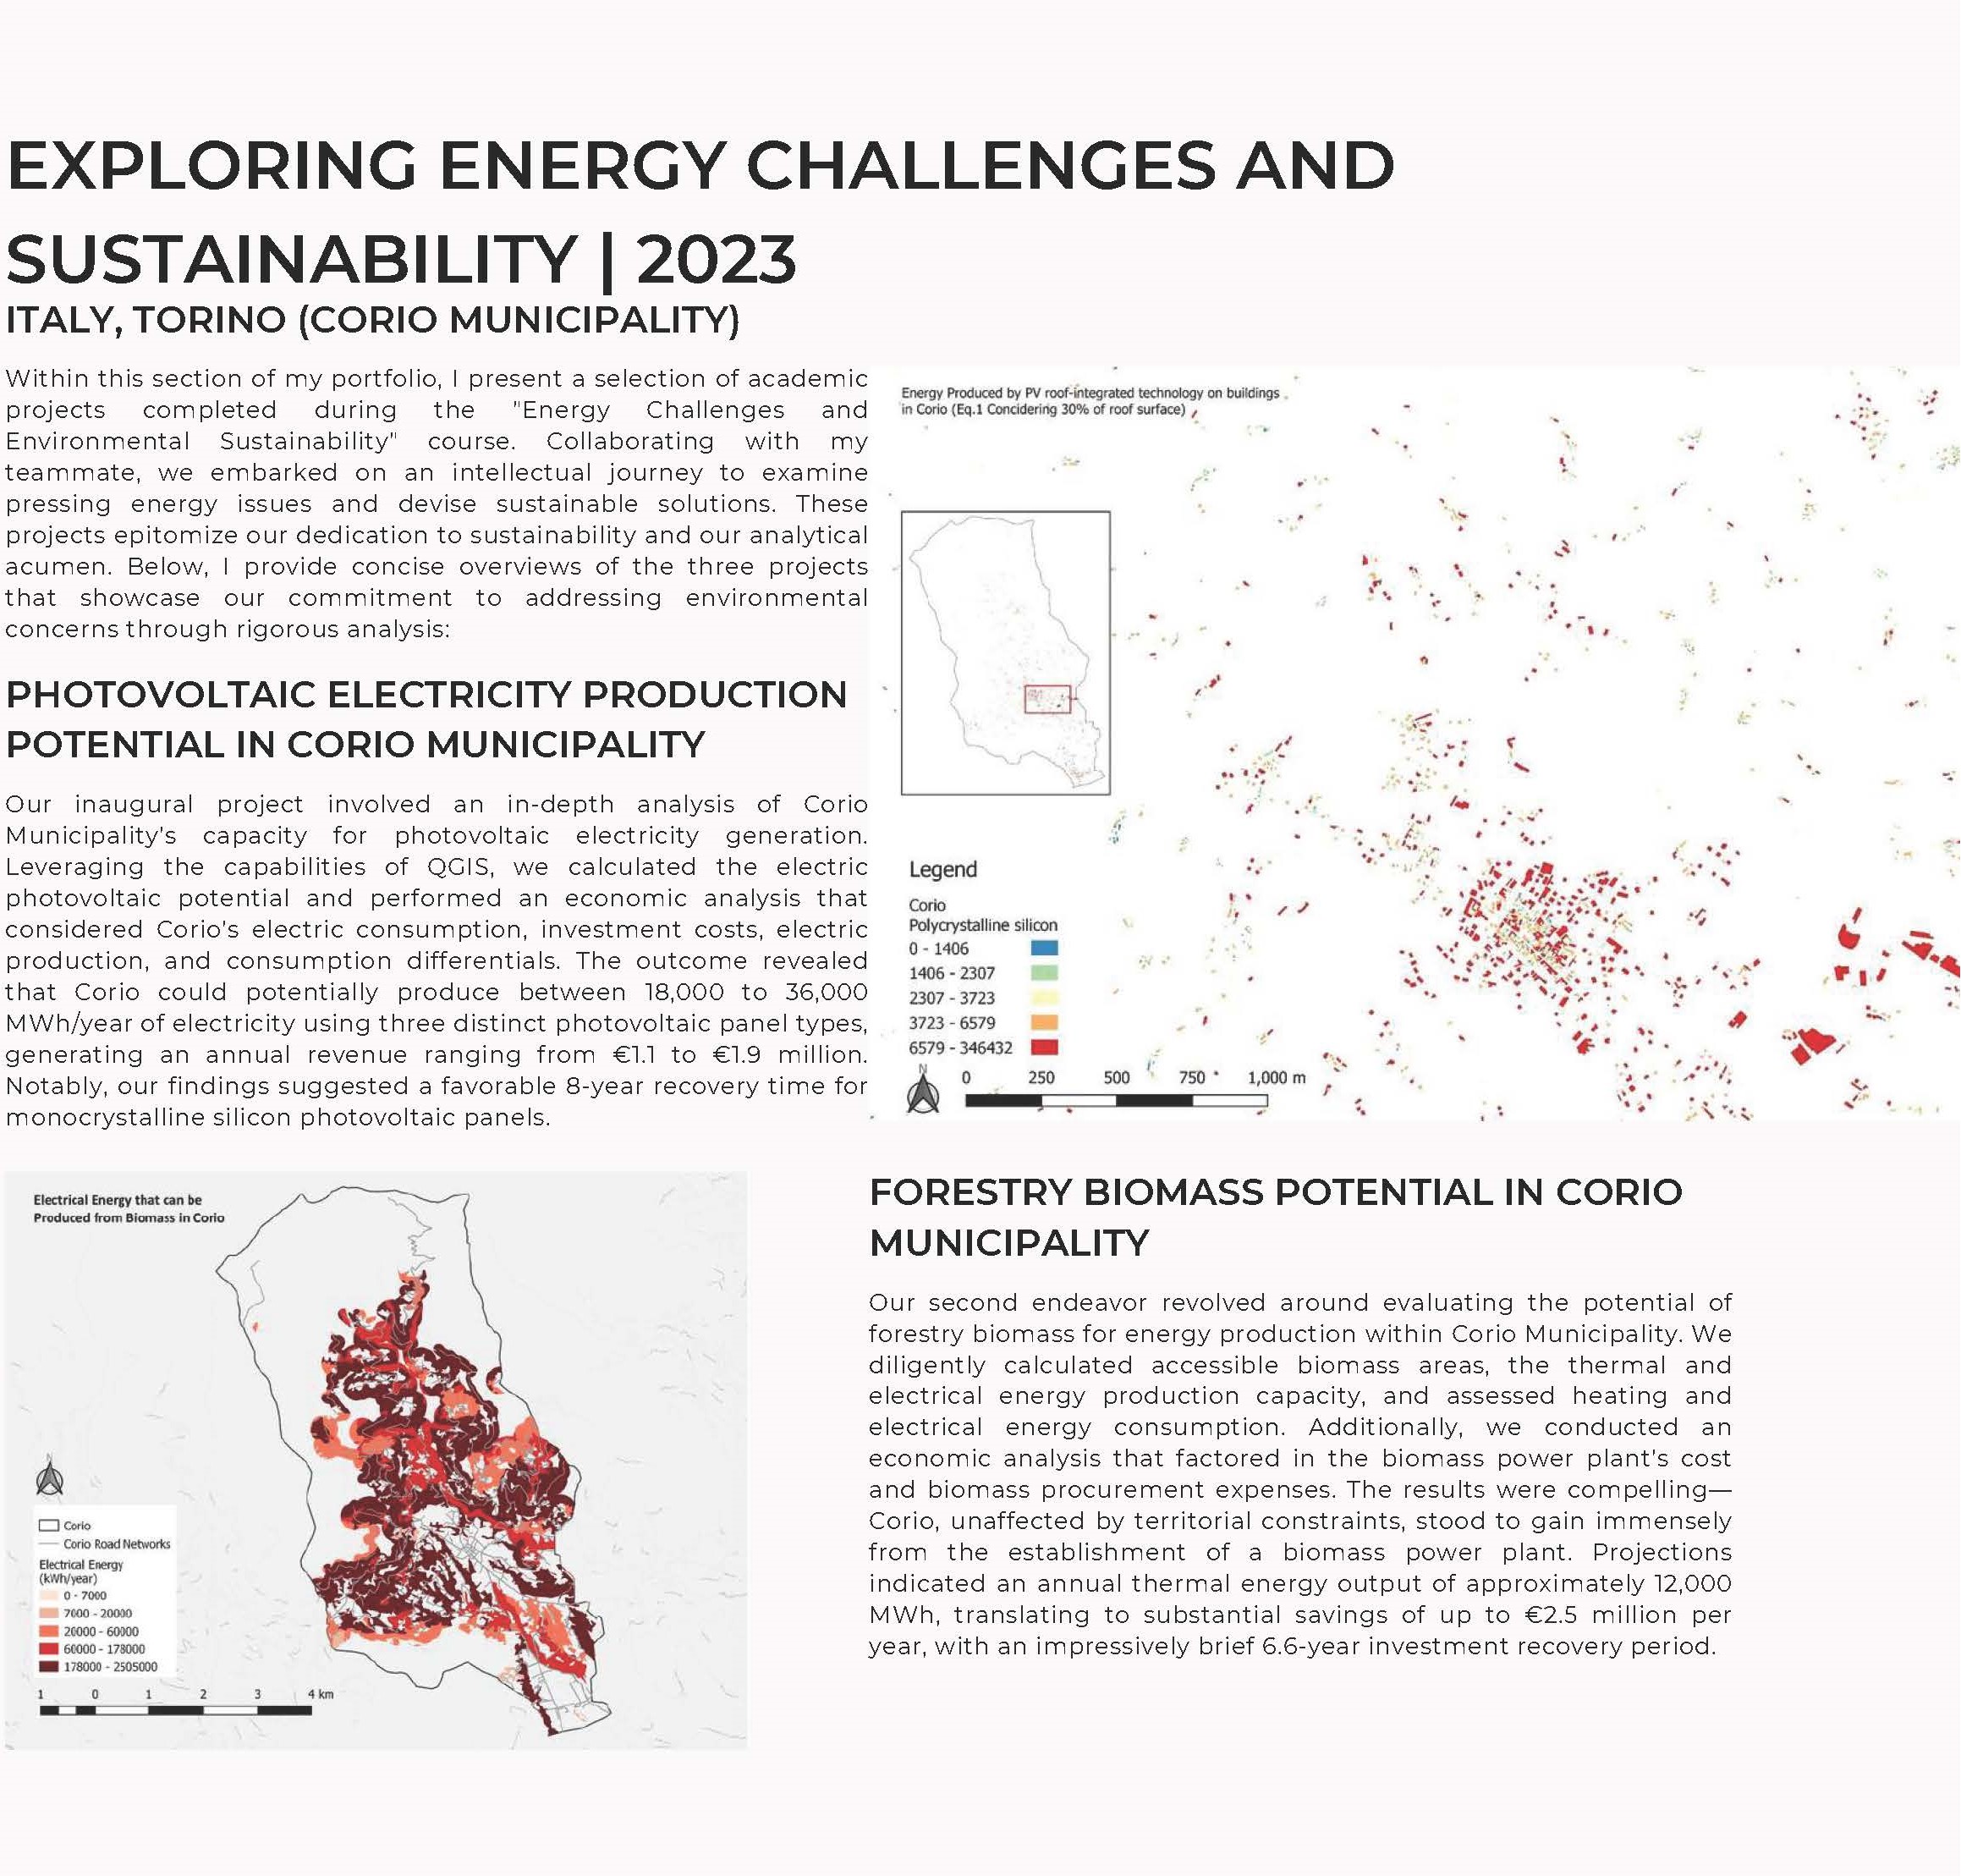 EXPLORING ENERGY CHALLENGES AND
SUSTAINABILITY | 2023
ITALY, TORINO (CORIO MUNICIPALITY)
Within this section of my portfolio, I present a selection of academic
projects completed during the "Energy Challenges and
Environmental Sustainability" course. Collaborating with my
teammate, we embarked on an intellectual journey to examine
pressing energy issues and devise sustainable solutions. These
projects epitomize our dedication to sustainability and our analytical
acumen. Below, I provide concise overviews of the three projects
that showcase our commitment to addressing environmental
concerns through rigorous analysis:
PHOTOVOLTAIC ELECTRICITY PRODUCTION
POTENTIAL IN CORIO MUNICIPALITY
Our inaugural project involved an in-depth analysis of Corio
Municipality's capacity for photovoltaic electricity generation.
Leveraging the capabilities of QGIS, we calculated the electric
photovoltaic potential and performed an economic analysis that
considered Corio's electric consumption, investment costs, electric
production, and consumption differentials. The outcome revealed
that Corio could potentially produce between 18,000 to 36,000
MWh/year of electricity using three distinct photovoltaic panel types,
generating an annual revenue ranging from €1.1 to €1.9 million.
Notably, our findings suggested a favorable 8-year recovery time for
monocrystalline silicon photovoltaic panels.
Energy Produced by PV roof-integrated technology on buildings
in Corio (Eq.1 Concidering 30% of roof surface)
Legend
Corio
Polycrystalline silicon
0 - 1406
1406 - 2307
2307 - 3723
3723 - 6579
6579 - 346432
N
0 250 500 750 1,000 m
Electrical Energy that can be
Produced from Biomass in Corio
N
Corio
Corio Road Networks
Electrical Energy
(kWh/year)
0 - 7000
7000 - 20000
20000 - 60000
60000 - 178000
178000 - 2505000
1 0 1 2 3 4 km
FORESTRY BIOMASS POTENTIAL IN CORIO
MUNICIPALITY
Our second endeavor revolved around evaluating the potential of
forestry biomass for energy production within Corio Municipality. We
diligently calculated accessible biomass areas, the thermal and
electrical energy production capacity, and assessed heating and
electrical energy consumption. Additionally, we conducted an
economic analysis that factored in the biomass power plant's cost
and biomass procurement expenses. The results were compelling—
Corio, unaffected by territorial constraints, stood to gain immensely
from the establishment of a biomass power plant. Projections
indicated an annual thermal energy output of approximately 12,000
MWh, translating to substantial savings of up to €2.5 million per
year, with an impressively brief 6.6-year investment recovery period.